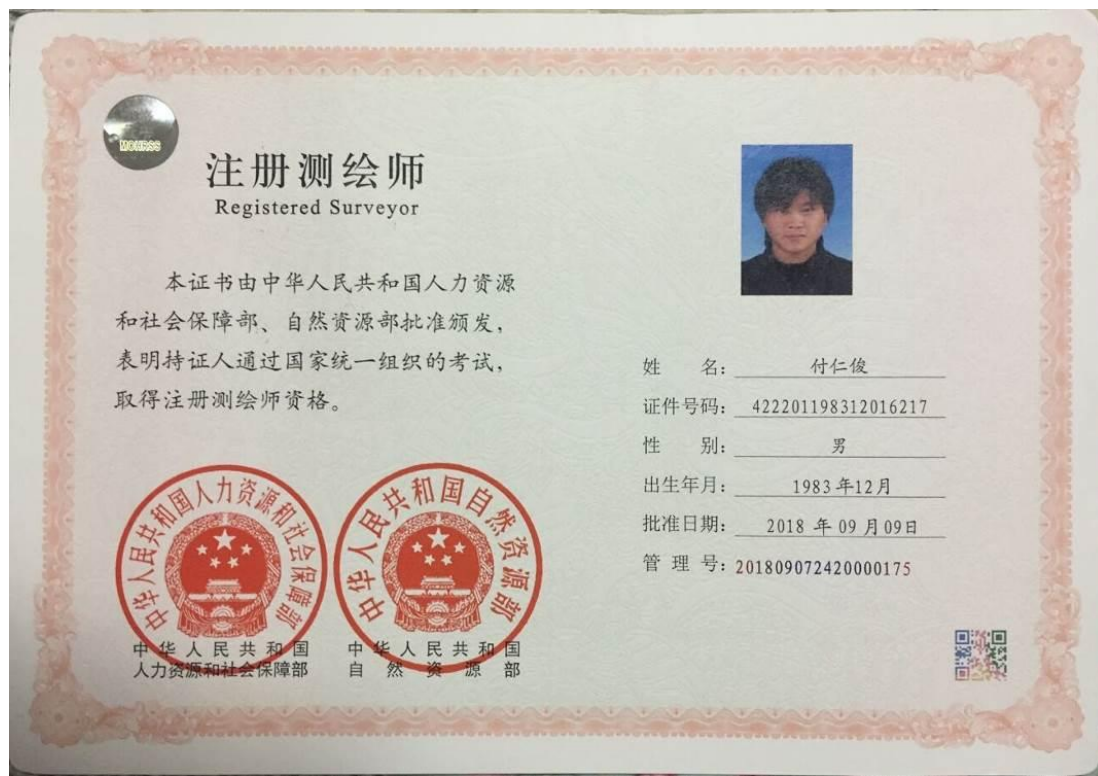 MOHRSS
注册测绘师
Registered Surveyor
本证书由中华人民共和国人力资源
和社会保障部、自然资源部批准颁发，
表明持证人通过国家统一组织的考试，
取得注册测绘师资格。
中华人民共和国人力资源和社会保障部
中华人民共和国自然资源部
中华人民共和国
人力资源和社会保障部
中华人民共和国
自然资源部
姓 名： 付仁俊
证件号码： 422201198312016217
性 别： 男
出生年月： 1983年12月
批准日期： 2018 年 09 月 09日
管 理 号： 201809072420000175